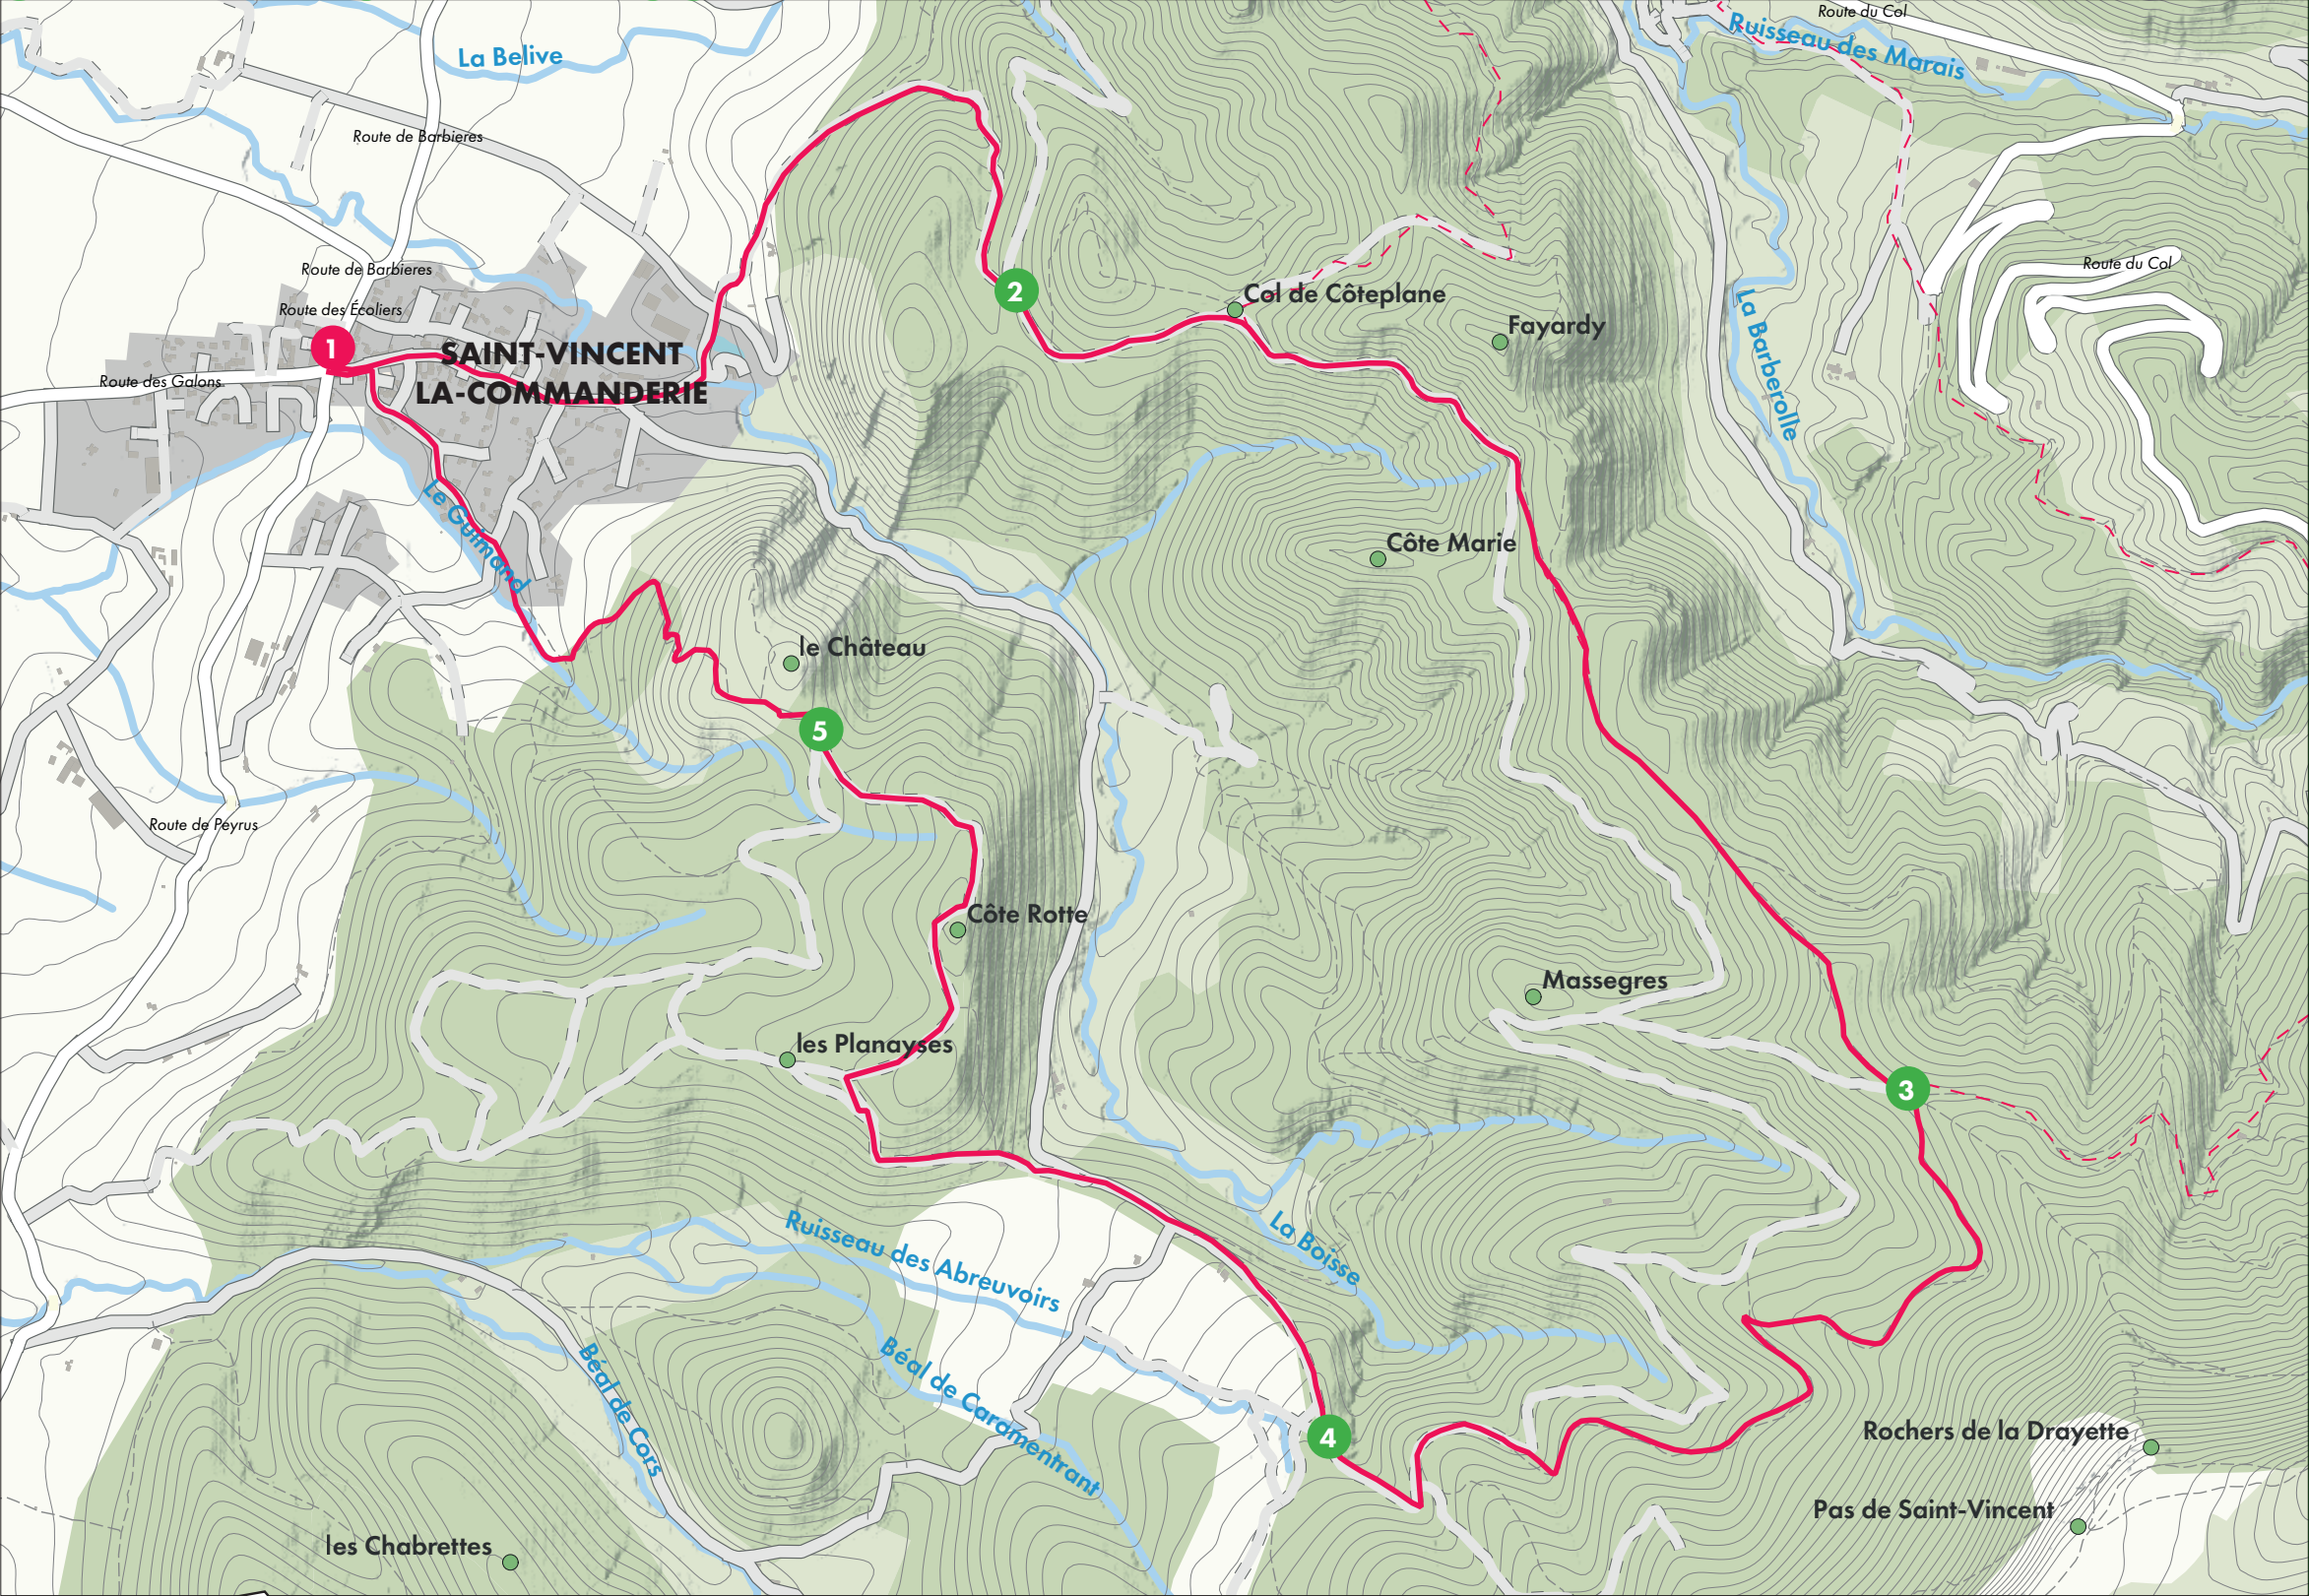 Route du Col
Ruisseau des Marais
La Belive
Route de Barbieres
Route de Barbieres
Route du Col
2
Col de Côteplane
Route des Écoliers
La Barberolle
Fayardy
1
SAINT-VINCENT
LA-COMMANDERIE
Route des Galons
Le Guimand
Côte Marie
le Château
5
Route de Peyrus
Côte Rotte
Massegres
les Planayses
3
Ruisseau des Abreuvoirs
La Boisse
Béal de Caramentrant
Béal de Cors
4
Rochers de la Drayette
Pas de Saint-Vincent
les Chabrettes